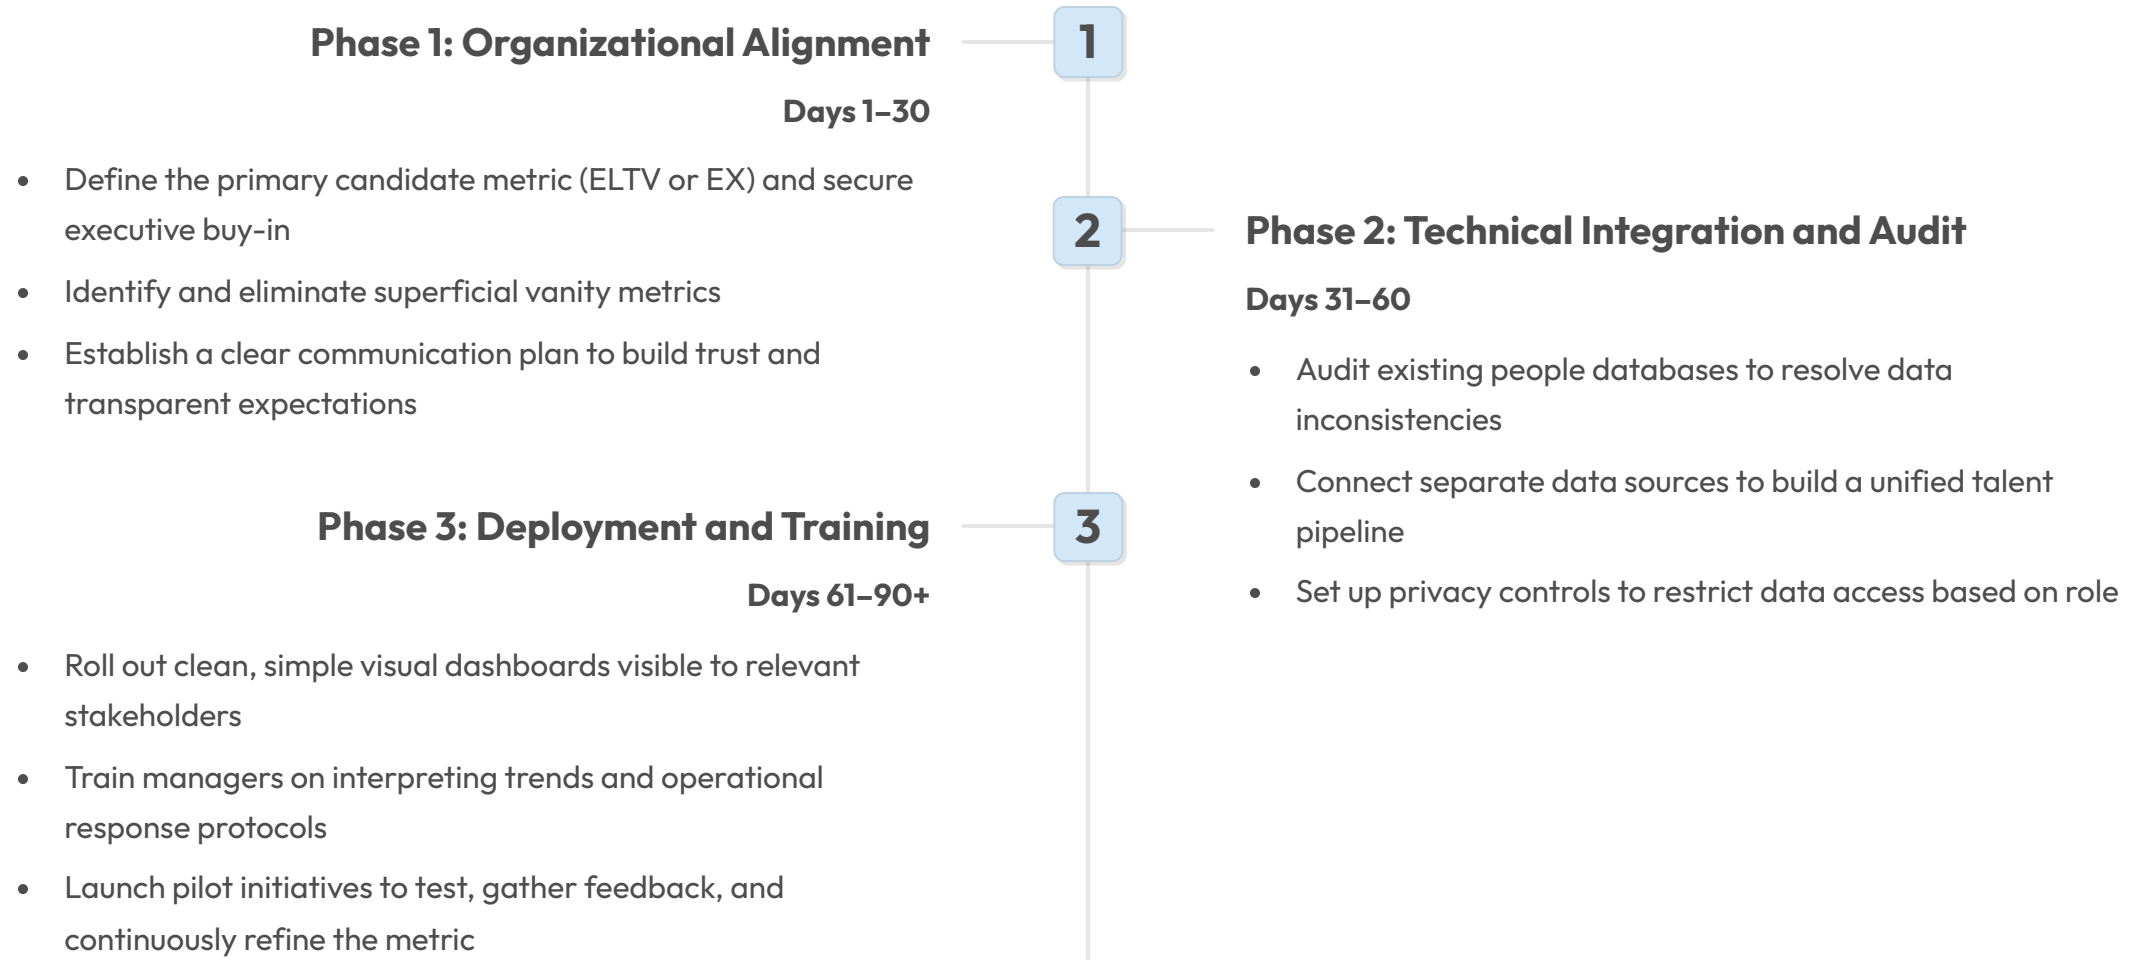 Phase 1: Organizational Alignment
1
Days 1–30
• Define the primary candidate metric (ELTV or EX) and secure
executive buy-in
• Identify and eliminate superficial vanity metrics
• Establish a clear communication plan to build trust and
transparent expectations
2
Phase 2: Technical Integration and Audit
Days 31–60
• Audit existing people databases to resolve data
inconsistencies
• Connect separate data sources to build a unified talent
pipeline
• Set up privacy controls to restrict data access based on role
Phase 3: Deployment and Training
3
Days 61–90+
• Roll out clean, simple visual dashboards visible to relevant
stakeholders
• Train managers on interpreting trends and operational
response protocols
• Launch pilot initiatives to test, gather feedback, and
continuously refine the metric